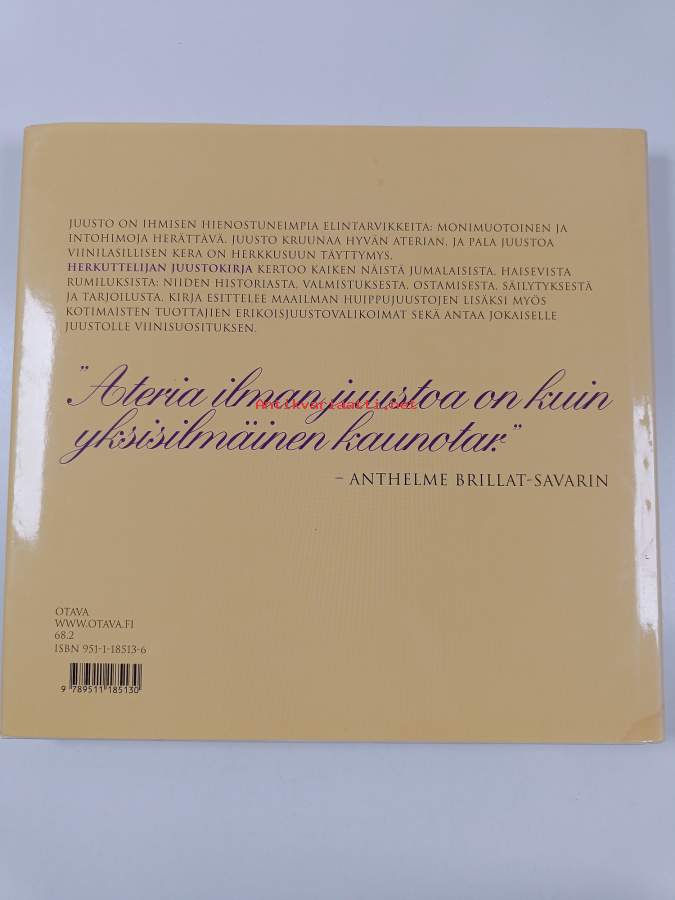 JUUSTO ON IHMISEN HIENOSTUNEIMPIA ELINTARVIKKEITA: MONIMUOTOINEN JA
INTOHIMOJA HERÄTTÄVÄ. JUUSTO KRUUNAA HYVÄN ATERIAN, JA PALA JUUSTOA
VIINILASILLISEN KERA ON HERKKUSUUN TÄYTTYMYS.
HERKUTTELIJAN JUUSTOKIRJA KERTOO KAIKEN NÄISTÄ JUMALAISISTA, HAISEVISTA
RUMILUKSISTA: NIIDEN HISTORIASTA, VALMISTUKSESTA, OSTAMISESTA, SÄILYTYKSESTÄ
JA TARJOILUSTA. KIRJA ESITTELEE MAAILMAN HUIPPUJUUSTOJEN LISÄKSI MYÖS
KOTIMAISTEN TUOTTAJIEN ERIKOISJUUSTOVALIKOIMAT SEKÄ ANTAA JOKAISELLE
JUUSTOLLE VIINISUOSITUKSEN.
"Ateria ilman juustoa on kuin
Antikvariaatti.net
yksisilmäinen kaunotar."
– ANTHELME BRILLAT-SAVARIN
OTAVA
WWW.OTAVA.FI
68.2
ISBN 951-1-18513-6
9 789511 185130